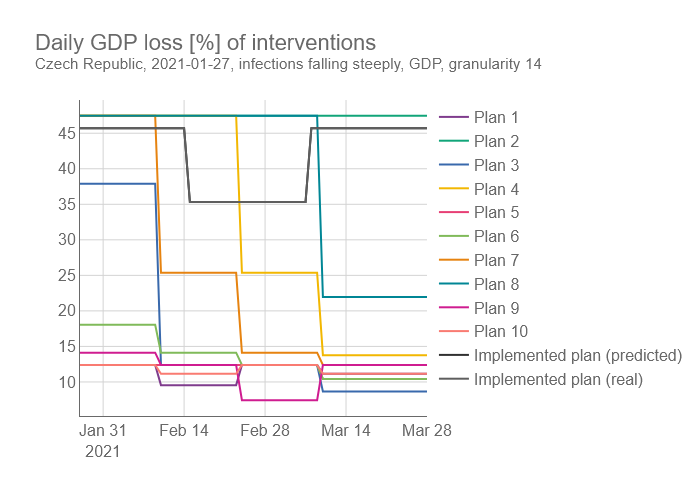 Daily GDP loss [%] of interventions
Czech Republic, 2021-01-27, infections falling steeply, GDP, granularity 14
45
40
35
30
25
20
15
10
Jan 31
2021
Feb 14
Feb 28
Mar 14
Mar 28
Plan 1
Plan 2
Plan 3
Plan 4
Plan 5
Plan 6
Plan 7
Plan 8
Plan 9
Plan 10
Implemented plan (predicted)
Implemented plan (real)